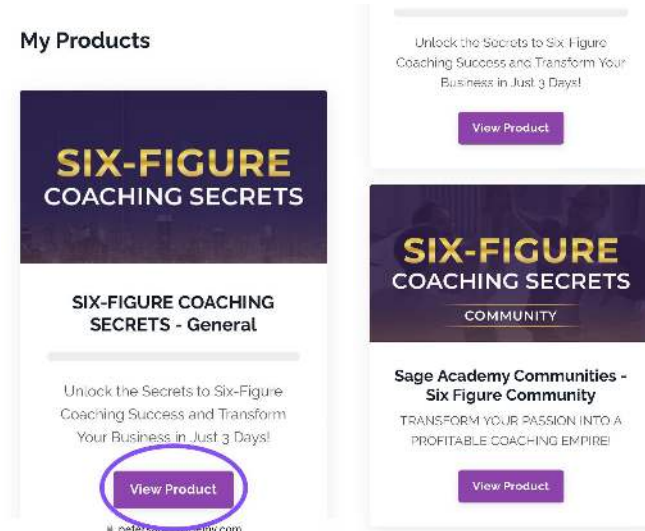 My Products
SIX-FIGURE
COACHING SECRETS
SIX-FIGURE COACHING
SECRETS - General
Unlock the Secrets to Six-Figure
Coaching Success and Transform
Your Business in Just 3 Days!
View Product
Unlock the Secrets to Six-Figure
Coaching Success and Transform Your
Business in Just 3 Days!
View Product
SIX-FIGURE
COACHING SECRETS
COMMUNITY
Sage Academy Communities -
Six Figure Community
TRANSFORM YOUR PASSION INTO A
PROFITABLE COACHING EMPIRE!
View Product